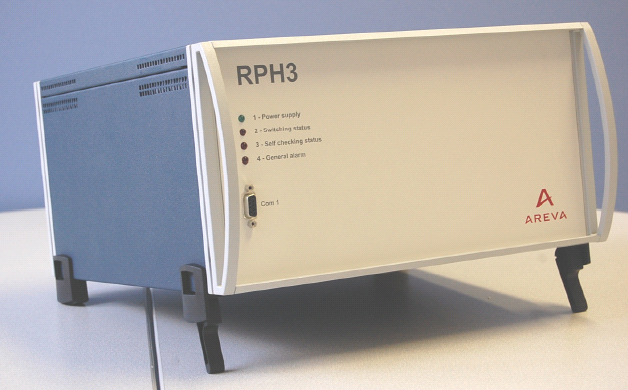 RPH3
1 - Power supply
2 - Switching status
3 - Self checking status
4 - General alarm
Com 1
A
AREVA